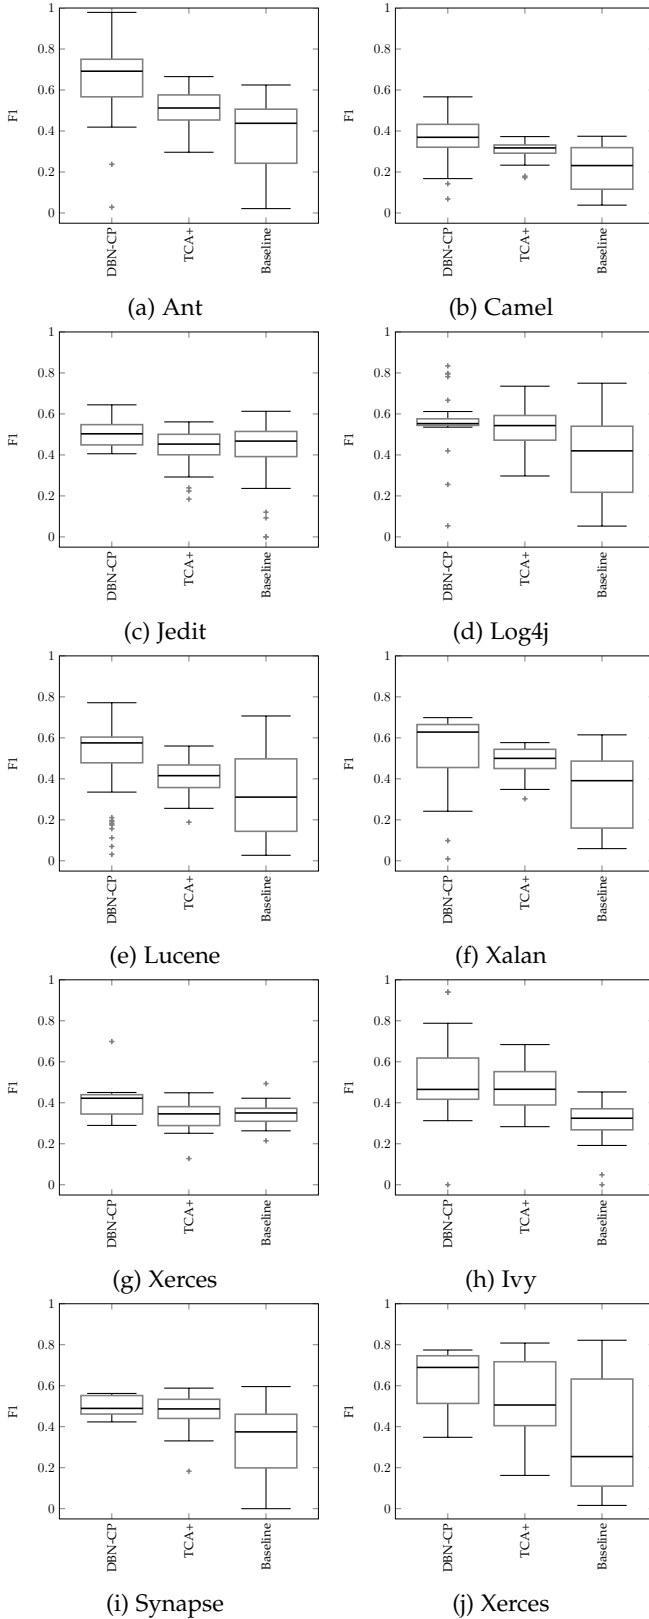 1
0.8
0.6
0.4
0.2
0
F1
DBN-CP
TCA+
Baseline
(a) Ant
1
0.8
0.6
0.4
0.2
0
F1
DBN-CP
TCA+
Baseline
(b) Camel
1
0.8
0.6
0.4
0.2
0
F1
DBN-CP
TCA+
Baseline
(c) Jedit
1
0.8
0.6
0.4
0.2
0
F1
DBN-CP
TCA+
Baseline
(d) Log4j
1
0.8
0.6
0.4
0.2
0
F1
DBN-CP
TCA+
Baseline
(e) Lucene
1
0.8
0.6
0.4
0.2
0
F1
DBN-CP
TCA+
Baseline
(f) Xalan
1
0.8
0.6
0.4
0.2
0
F1
DBN-CP
TCA+
Baseline
(g) Xerces
1
0.8
0.6
0.4
0.2
0
F1
DBN-CP
TCA+
Baseline
(h) Ivy
1
0.8
0.6
0.4
0.2
0
F1
DBN-CP
TCA+
Baseline
(i) Synapse
1
0.8
0.6
0.4
0.2
0
F1
DBN-CP
TCA+
Baseline
(j) Xerces